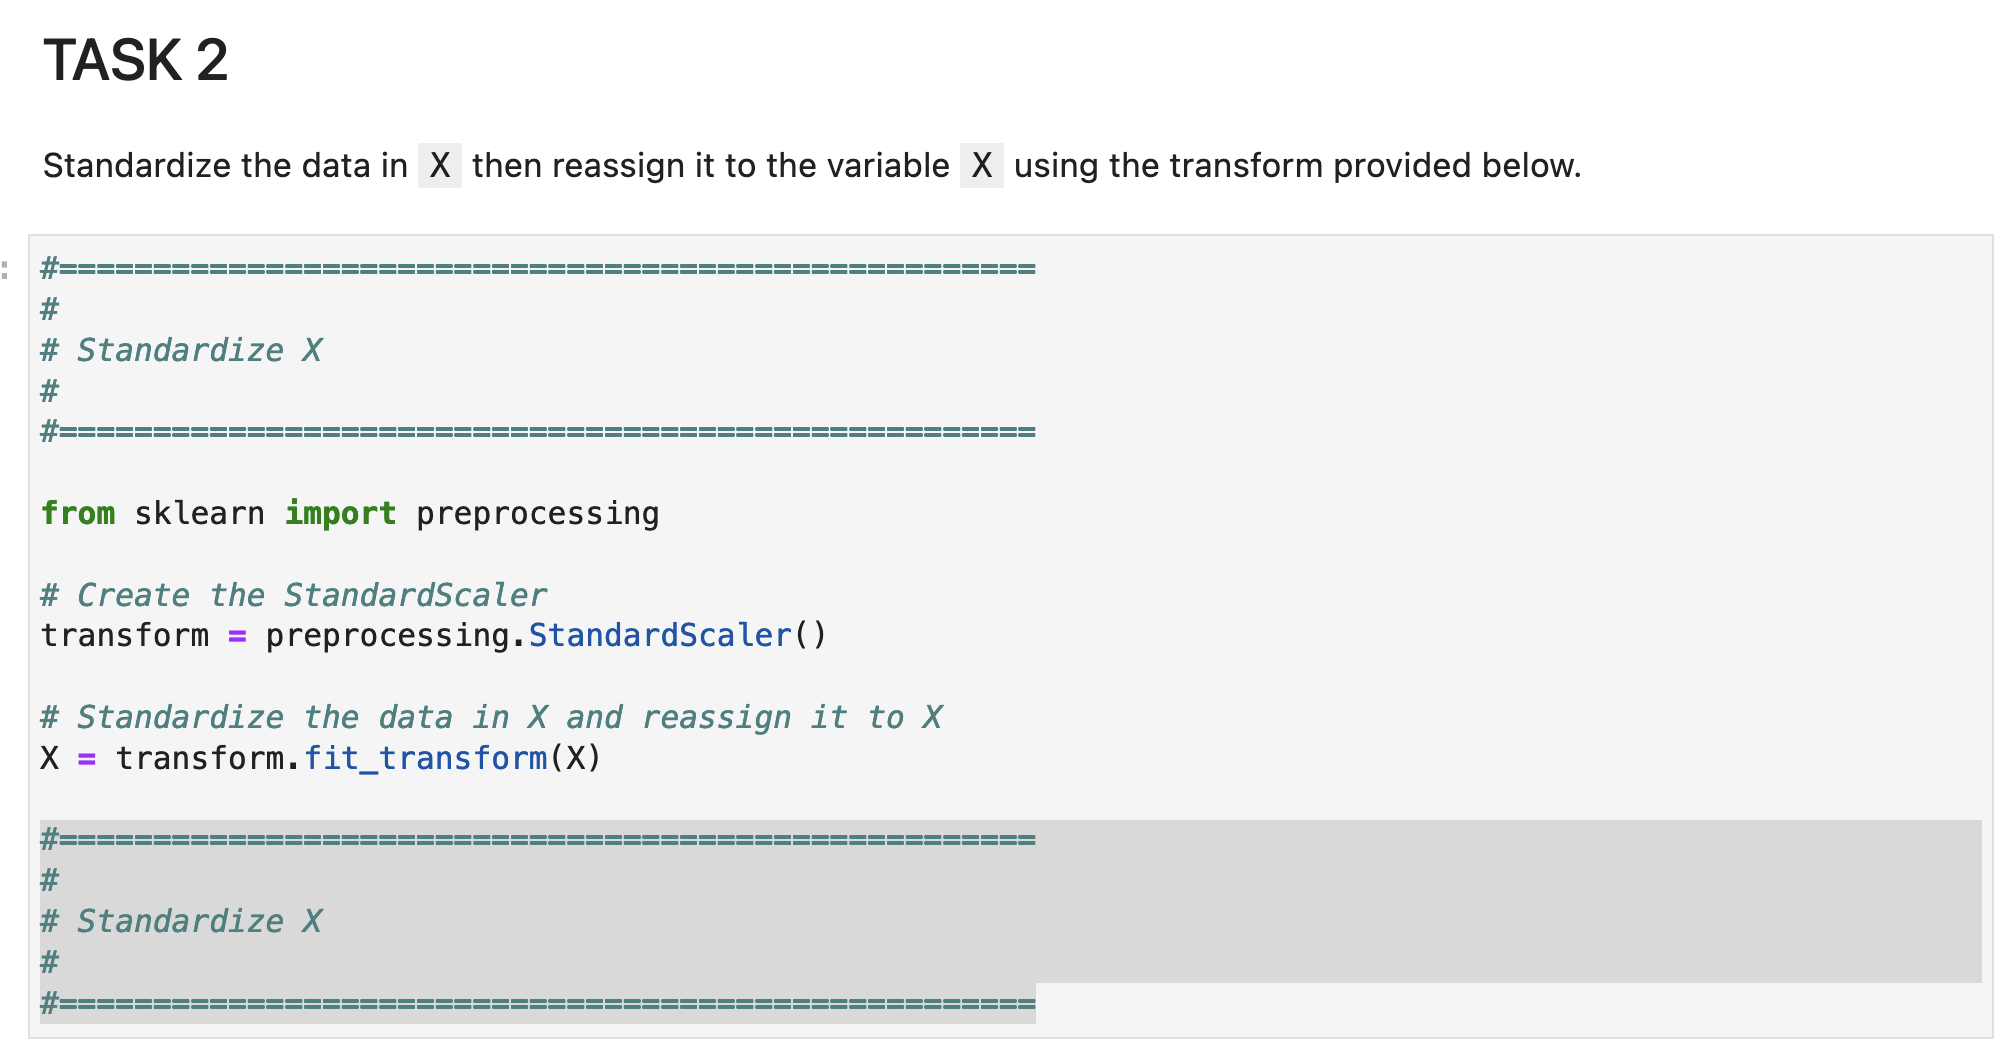 TASK 2
Standardize the data in X then reassign it to the variable X using the transform provided below.
:
#====================================================
#
# Standardize X
#
#====================================================
from sklearn import preprocessing
# Create the StandardScaler
transform = preprocessing.StandardScaler()
# Standardize the data in X and reassign it to X
X = transform.fit_transform(X)
#====================================================
#
# Standardize X
#
#====================================================